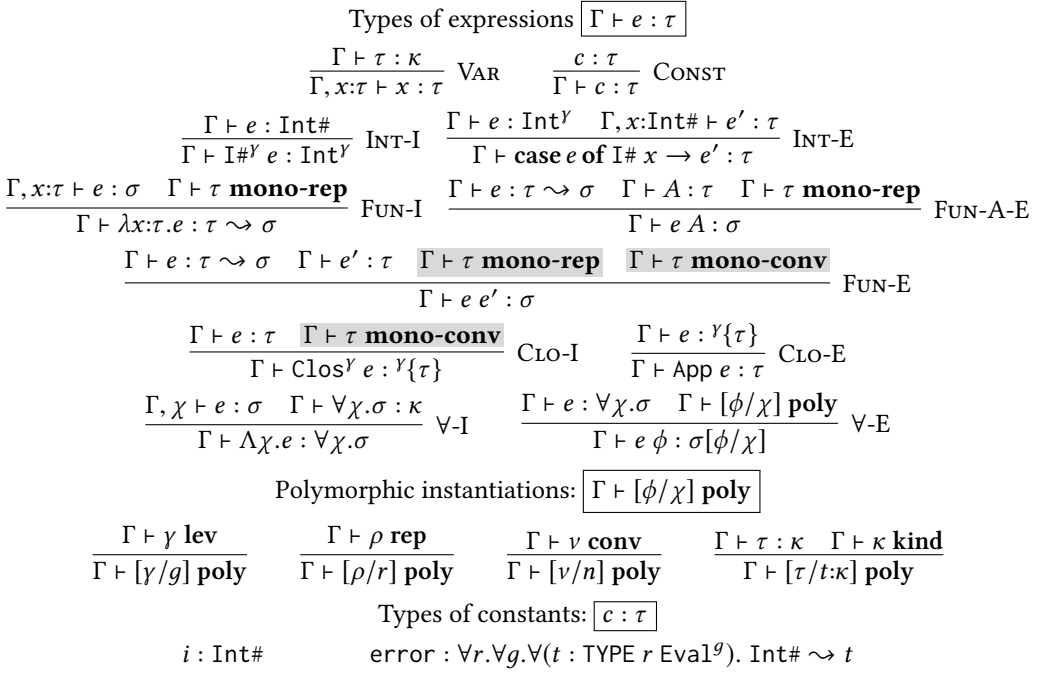 Types of expressions Γ ⊢ e : τ
Γ ⊢ τ : κ
Γ, x:τ ⊢ x : τ
VAR
c : τ
Γ ⊢ c : τ
CONST
Γ ⊢ e : Int#
Γ ⊢ I#^γ e : Int^γ
INT-I
Γ ⊢ e : Int^γ Γ, x:Int# ⊢ e′ : τ
Γ ⊢ case e of I# x → e′ : τ
INT-E
Γ, x:τ ⊢ e : σ Γ ⊢ τ mono-rep
Γ ⊢ λx:τ.e : τ ⇝ σ
FUN-I
Γ ⊢ e : τ ⇝ σ Γ ⊢ A : τ Γ ⊢ τ mono-rep
Γ ⊢ e A : σ
FUN-A-E
Γ ⊢ e : τ ⇝ σ Γ ⊢ e′ : τ Γ ⊢ τ mono-rep Γ ⊢ τ mono-conv
Γ ⊢ e e′ : σ
FUN-E
Γ ⊢ e : τ Γ ⊢ τ mono-conv
Γ ⊢ Clos^γ e : ^γ{τ}
CLO-I
Γ ⊢ e : ^γ{τ}
Γ ⊢ App e : τ
CLO-E
Γ, χ ⊢ e : σ Γ ⊢ ∀χ.σ : κ
Γ ⊢ Λχ.e : ∀χ.σ
∀-I
Γ ⊢ e : ∀χ.σ Γ ⊢ [ϕ/χ] poly
Γ ⊢ e ϕ : σ[ϕ/χ]
∀-E
Polymorphic instantiations: Γ ⊢ [ϕ/χ] poly
Γ ⊢ γ lev
Γ ⊢ [γ/g] poly
Γ ⊢ ρ rep
Γ ⊢ [ρ/r] poly
Γ ⊢ ν conv
Γ ⊢ [ν/n] poly
Γ ⊢ τ : κ Γ ⊢ κ kind
Γ ⊢ [τ/t:κ] poly
Types of constants: c : τ
i : Int# error : ∀r.∀g.∀(t : TYPE r Eval^g). Int# ⇝ t